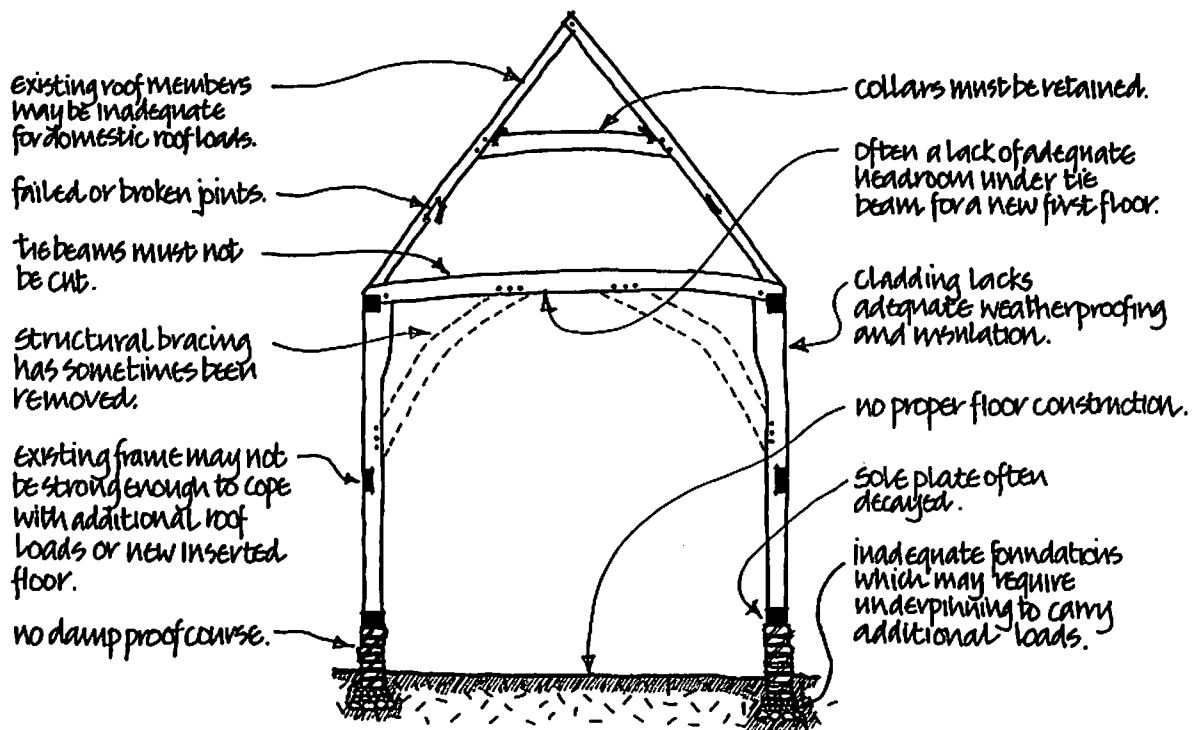 existing roof members
may be inadequate
for domestic roof loads.
failed or broken joints.
tie beams must not
be cut.
structural bracing
has sometimes been
removed.
existing frame may not
be strong enough to cope
with additional roof
loads or new inserted
floor.
no damp proof course.
collars must be retained.
often a lack of adequate
headroom under tie
beam for a new first floor.
cladding lacks
adequate weatherproofing
and insulation.
no proper floor construction.
sole plate often
decayed.
inadequate foundations
which may require
underpinning to carry
additional loads.